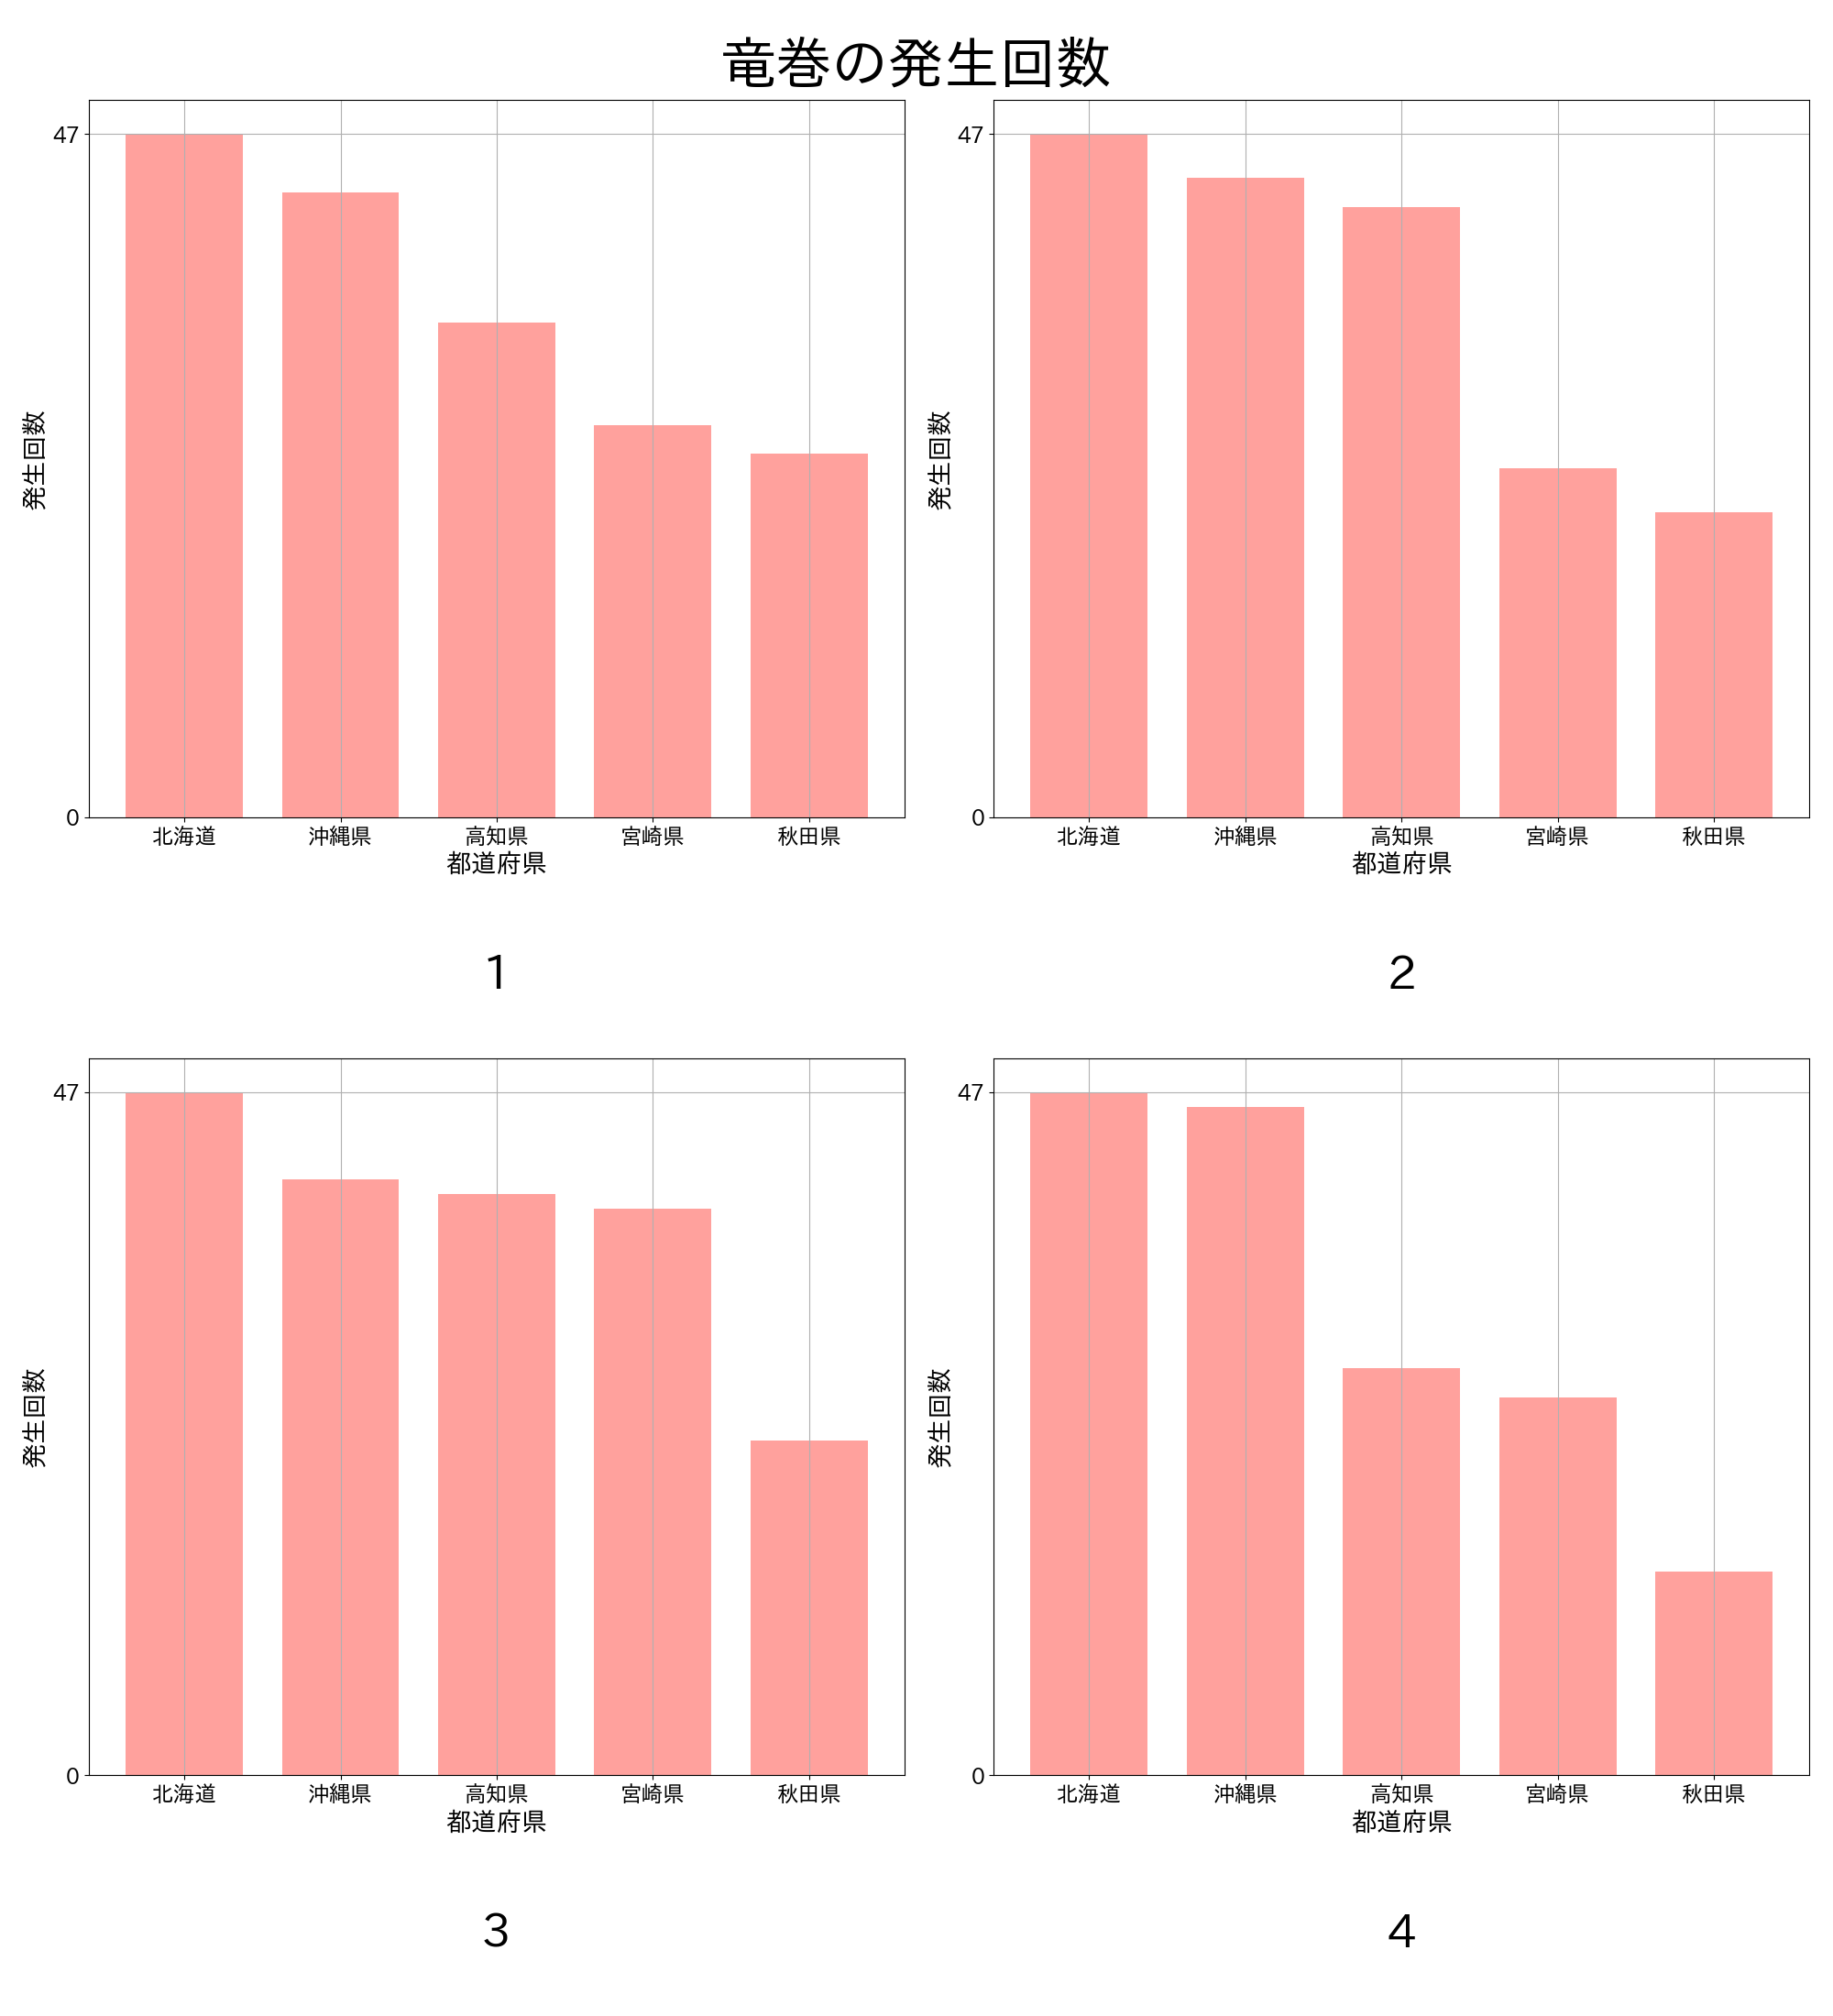 竜巻の発生回数
47
0
発生回数
北海道 沖縄県 高知県 宮崎県 秋田県
都道府県
1
47
0
発生回数
北海道 沖縄県 高知県 宮崎県 秋田県
都道府県
2
47
0
発生回数
北海道 沖縄県 高知県 宮崎県 秋田県
都道府県
3
47
0
発生回数
北海道 沖縄県 高知県 宮崎県 秋田県
都道府県
4